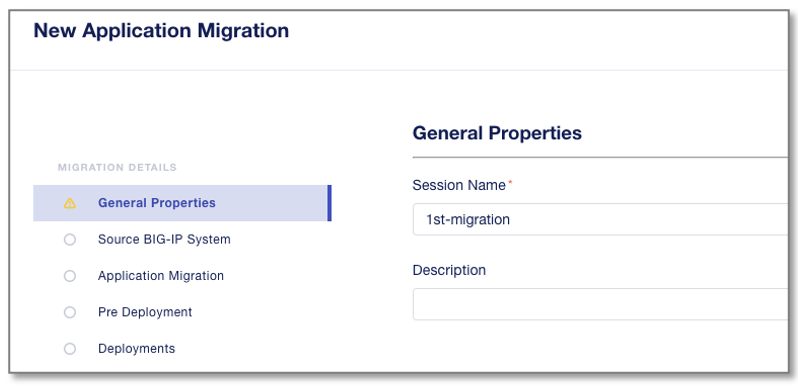 New Application Migration
MIGRATION DETAILS
General Properties
Source BIG-IP System
Application Migration
Pre Deployment
Deployments
General Properties
Session Name*
1st-migration
Description